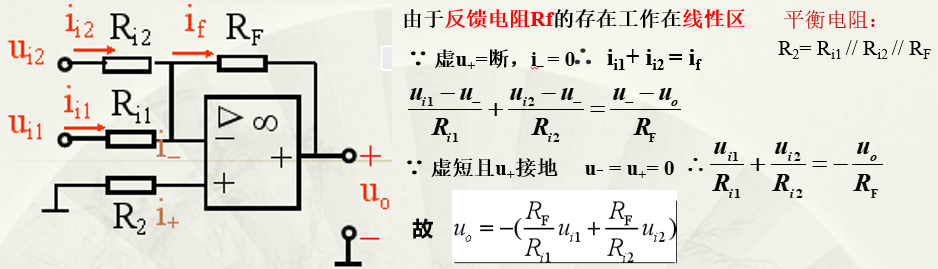 i_{i2} R_{i2} i_f R_F
u_{i2}
i_{i1} R_{i1} ▷ ∞
u_{i1} i_- − + +
R_2 i_+ + u_o
−
由于反馈电阻Rf的存在工作在线性区
∵ 虚u₊=断，i_ = 0∴ i_{i1}+ i_{i2} = i_f
\frac{u_{i1} − u_−}{R_{i1}} + \frac{u_{i2} − u_−}{R_{i2}} = \frac{u_− − u_o}{R_F}
∵ 虚短且u₊接地 u₋ = u₊= 0 ∴ \frac{u_{i1}}{R_{i1}} + \frac{u_{i2}}{R_{i2}} = −\frac{u_o}{R_F}
故 u_o = −(\frac{R_F}{R_{i1}} u_{i1} + \frac{R_F}{R_{i2}} u_{i2})
平衡电阻：
R_2= R_{i1} // R_{i2} // R_F